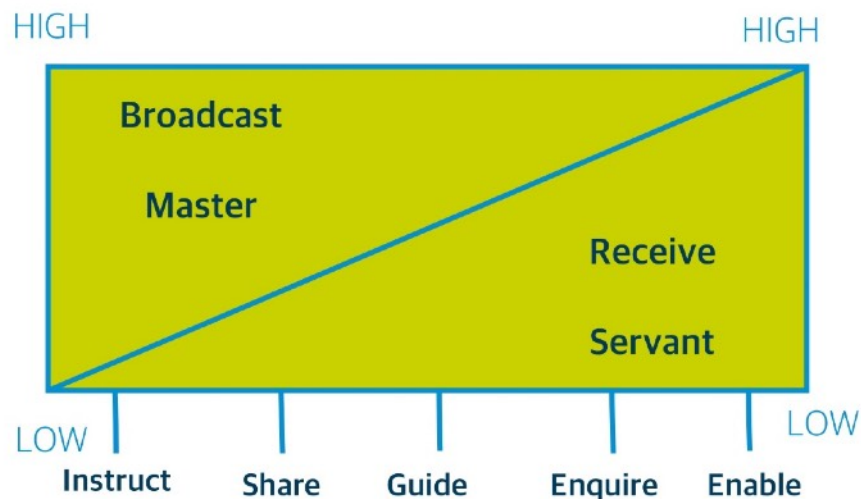 HIGH
HIGH
Broadcast
Master
Receive
Servant
LOW
LOW
Instruct Share Guide Enquire Enable